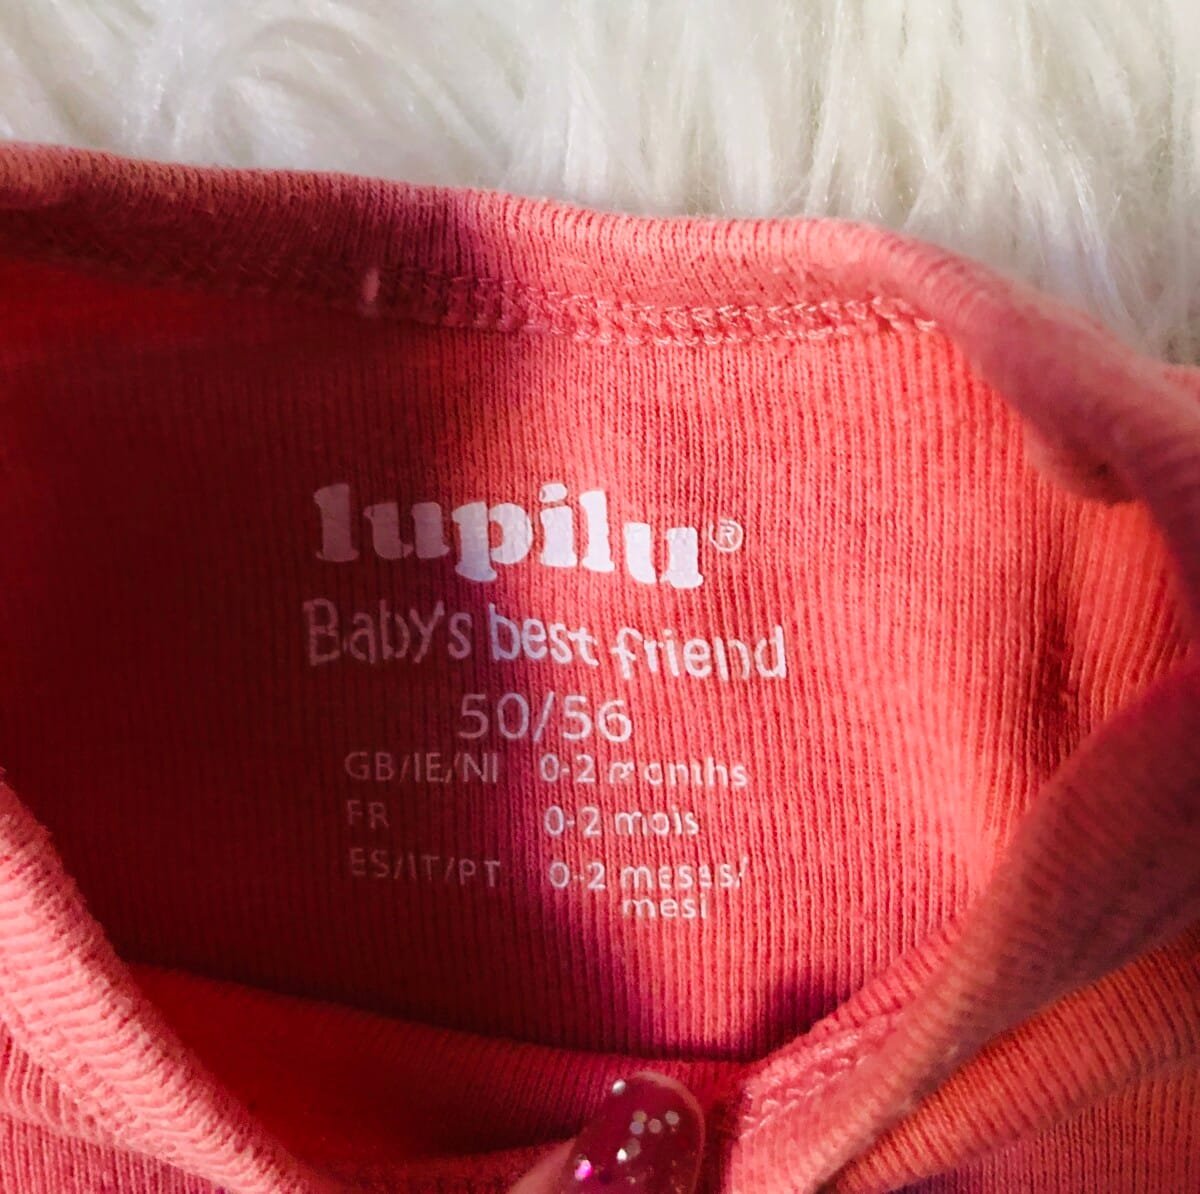 lupilu®
Baby's best friend
50/56
GB/IE/NI 0-2 months
FR 0-2 mois
ES/IT/PT 0-2 meses/
mesi